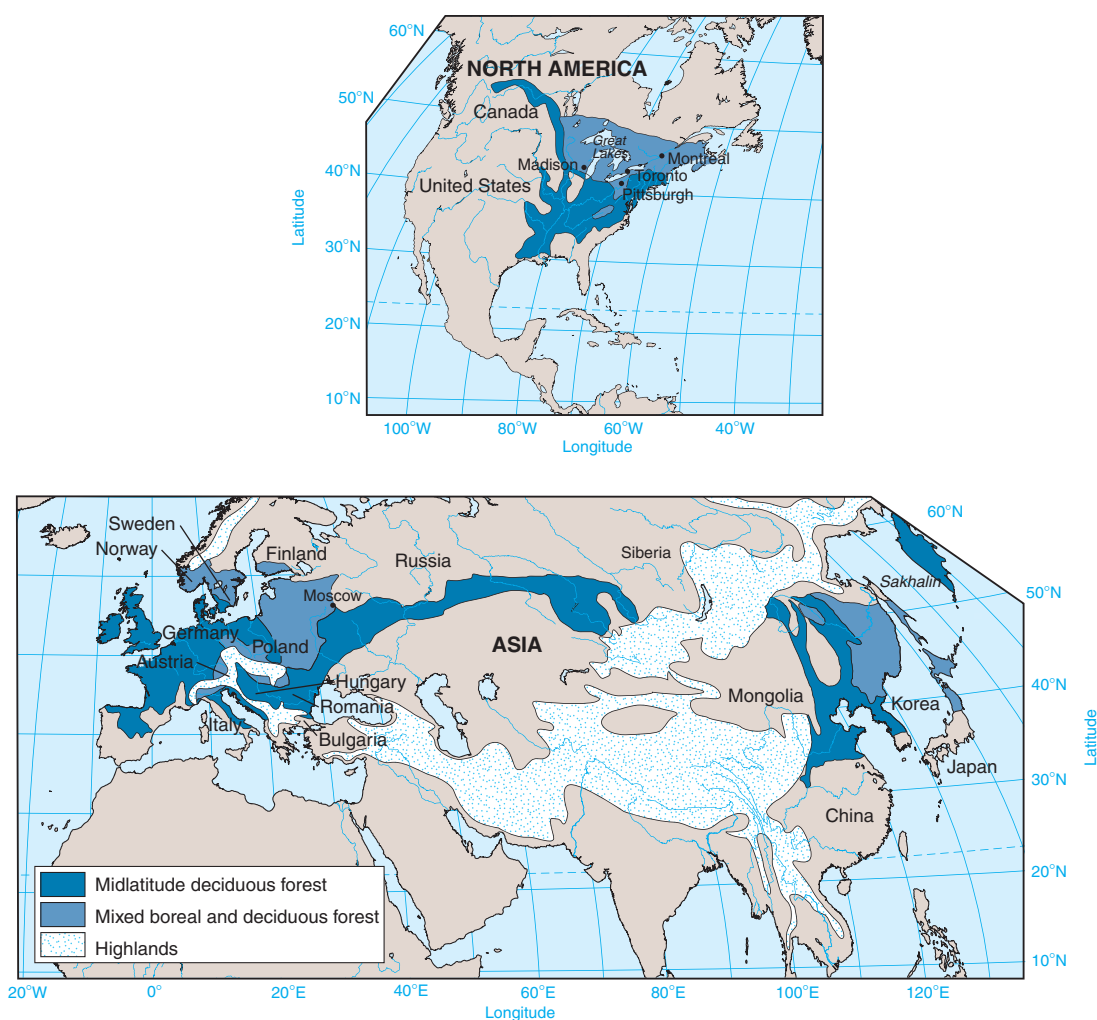 60°N
NORTH AMERICA
50°N
Canada
Great
Lakes
Madison
Montréal
40°N
Toronto
United States
Pittsburgh
Latitude
30°N
20°N
10°N
100°W 80°W 60°W 40°W
Longitude
Sweden
60°N
Norway
Finland
Russia
Siberia
Sakhalin
Moscow
50°N
Germany
Poland
ASIA
Austria
Hungary
40°N
Mongolia
Korea
Romania
Italy
Bulgaria
Latitude
Japan
30°N
China
20°N
Midlatitude deciduous forest
Mixed boreal and deciduous forest
Highlands
10°N
20°W 0° 20°E 40°E 60°E 80°E 100°E 120°E
Longitude